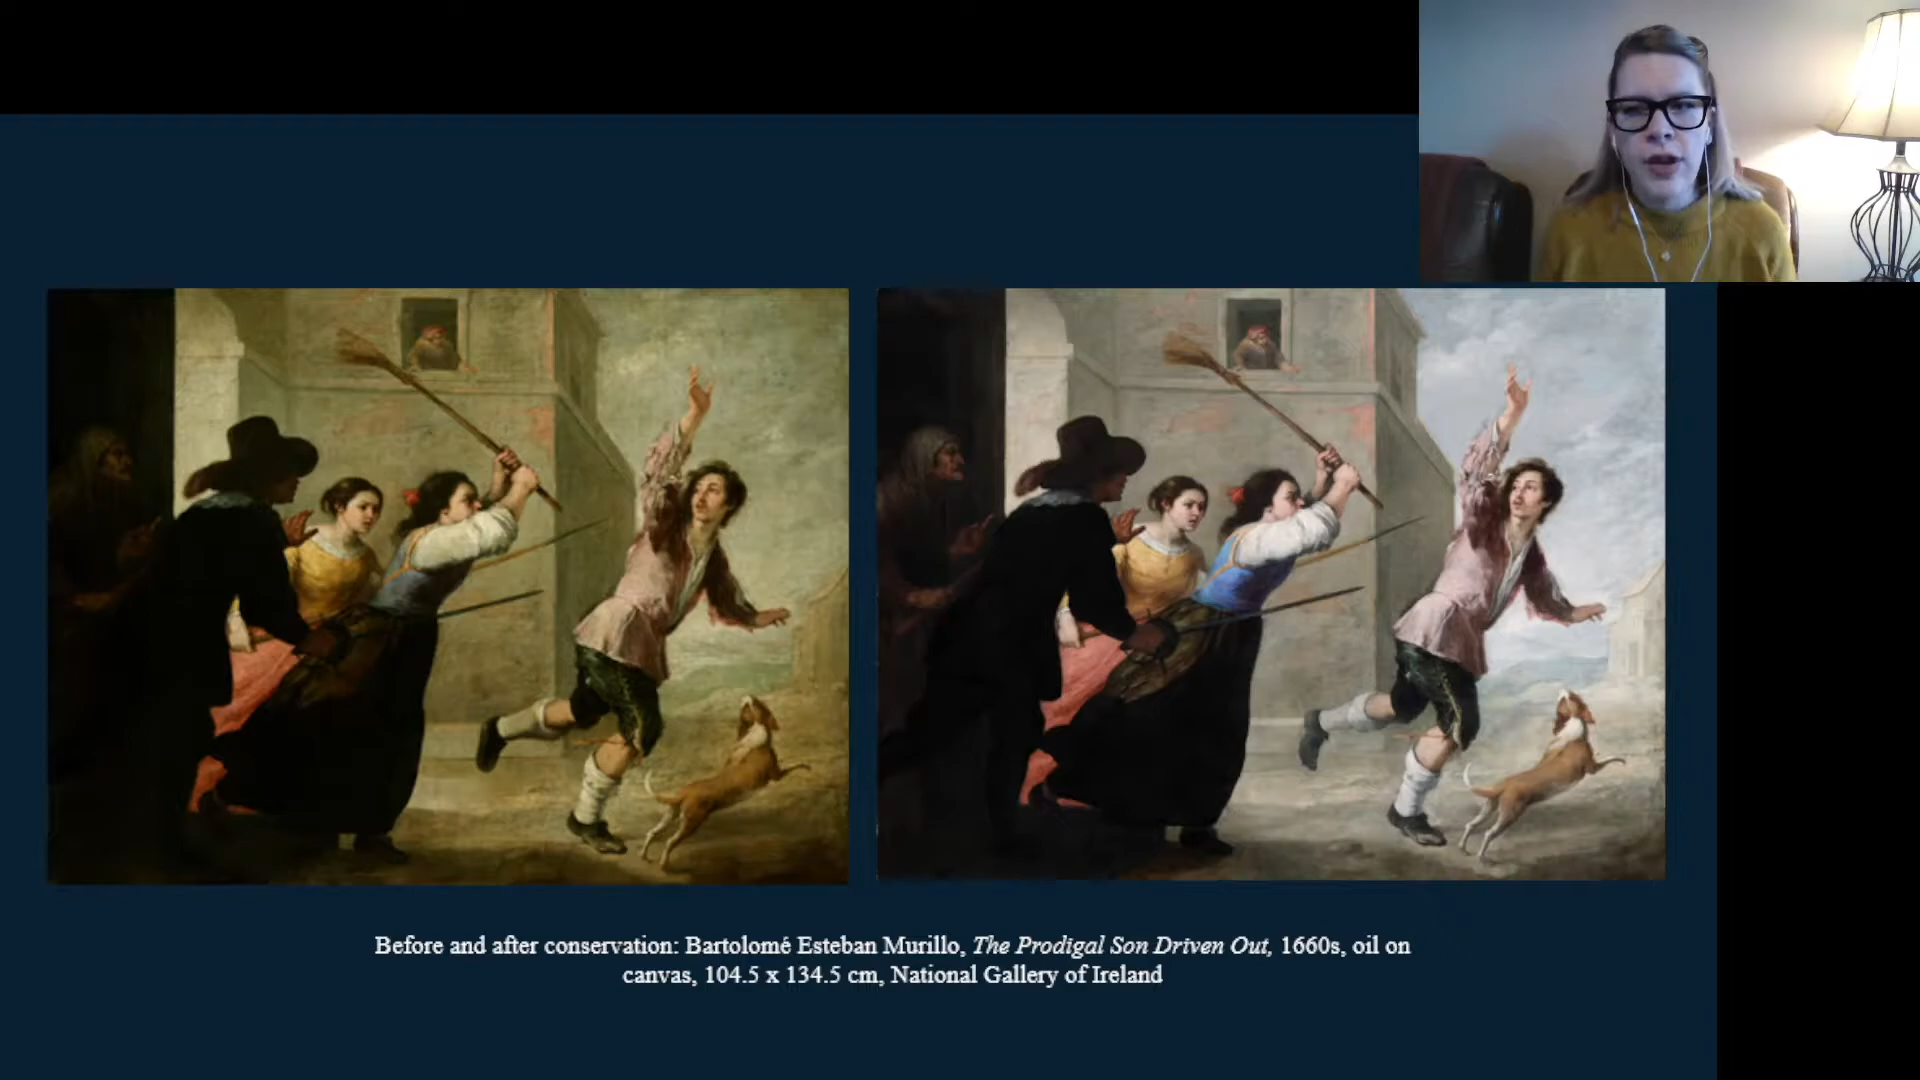 Before and after conservation: Bartolomé Esteban Murillo, The Prodigal Son Driven Out, 1660s, oil on
canvas, 104.5 x 134.5 cm, National Gallery of Ireland